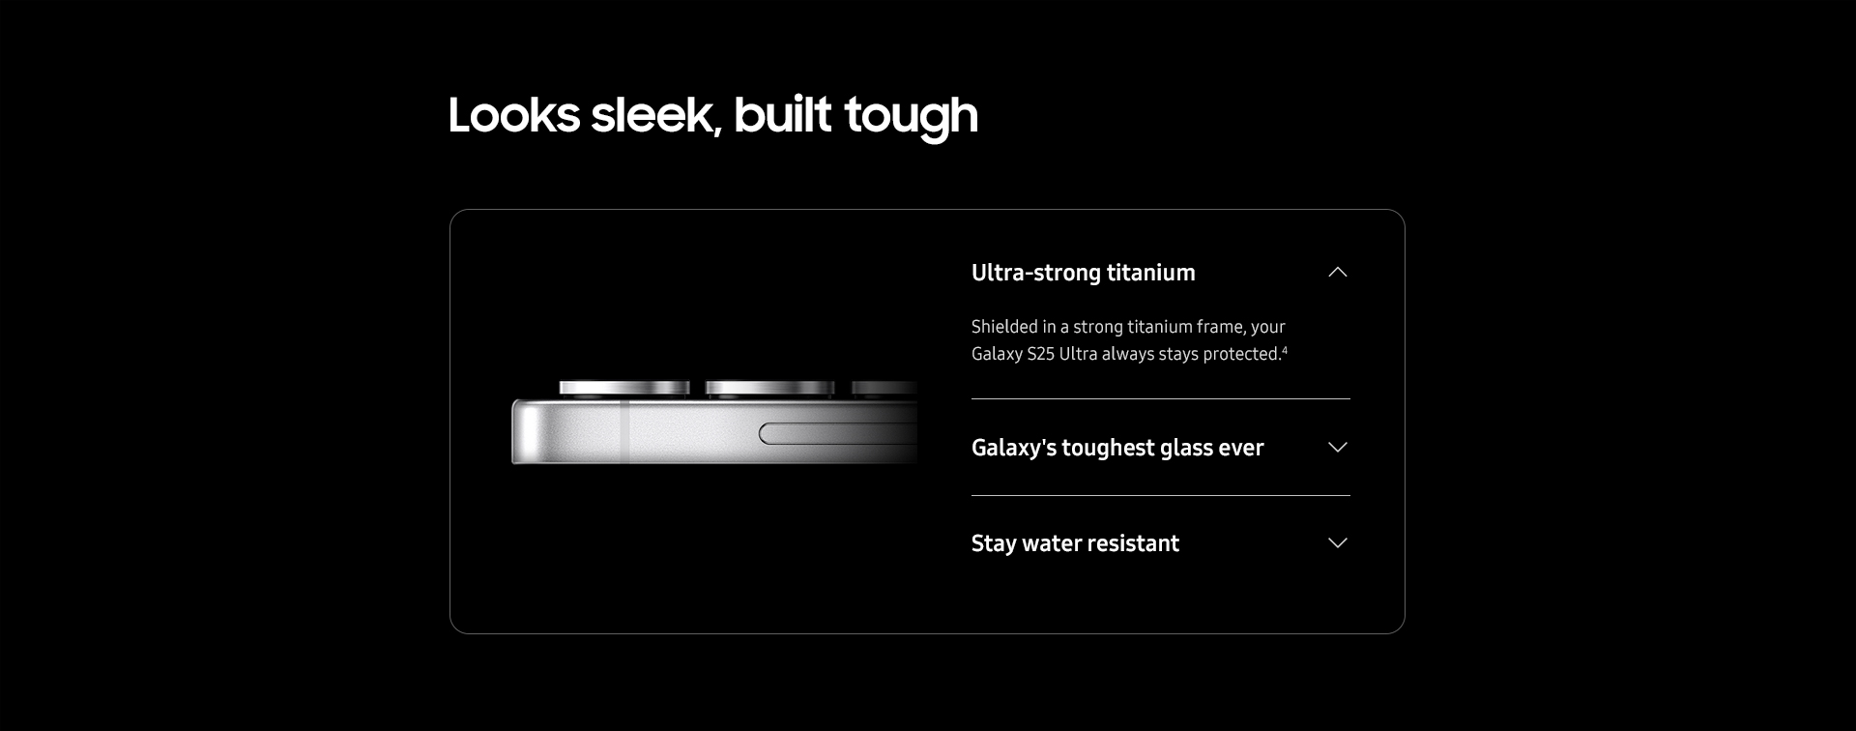 Looks sleek, built tough
Ultra-strong titanium
Shielded in a strong titanium frame, your
Galaxy S25 Ultra always stays protected.⁴
Galaxy's toughest glass ever
Stay water resistant